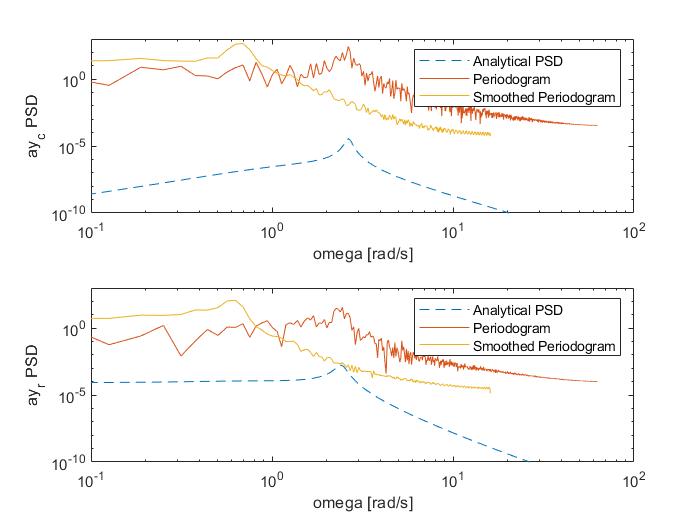 Analytical PSD
Periodogram
Smoothed Periodogram
10^0
10^-5
10^-10
ay_c PSD
10^-1
10^0
10^1
10^2
omega [rad/s]
Analytical PSD
Periodogram
Smoothed Periodogram
10^0
10^-5
10^-10
ay_r PSD
10^-1
10^0
10^1
10^2
omega [rad/s]